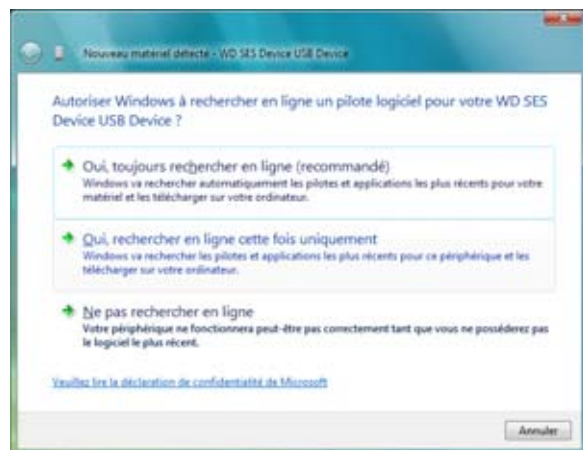 Nouveau matériel détecté - WD SES Device USB Device
Autoriser Windows à rechercher en ligne un pilote logiciel pour votre WD SES
Device USB Device ?
Oui, toujours rechercher en ligne (recommandé)
Windows va rechercher automatiquement les pilotes et applications les plus récents pour votre
matériel et les télécharger sur votre ordinateur.
Oui, rechercher en ligne cette fois uniquement
Windows va rechercher les pilotes et applications les plus récents pour ce périphérique et les
télécharger sur votre ordinateur.
Ne pas rechercher en ligne
Votre périphérique ne fonctionnera peut-être pas correctement tant que vous ne posséderez pas
le logiciel le plus récent.
Veuillez lire la déclaration de confidentialité de Microsoft
Annuler